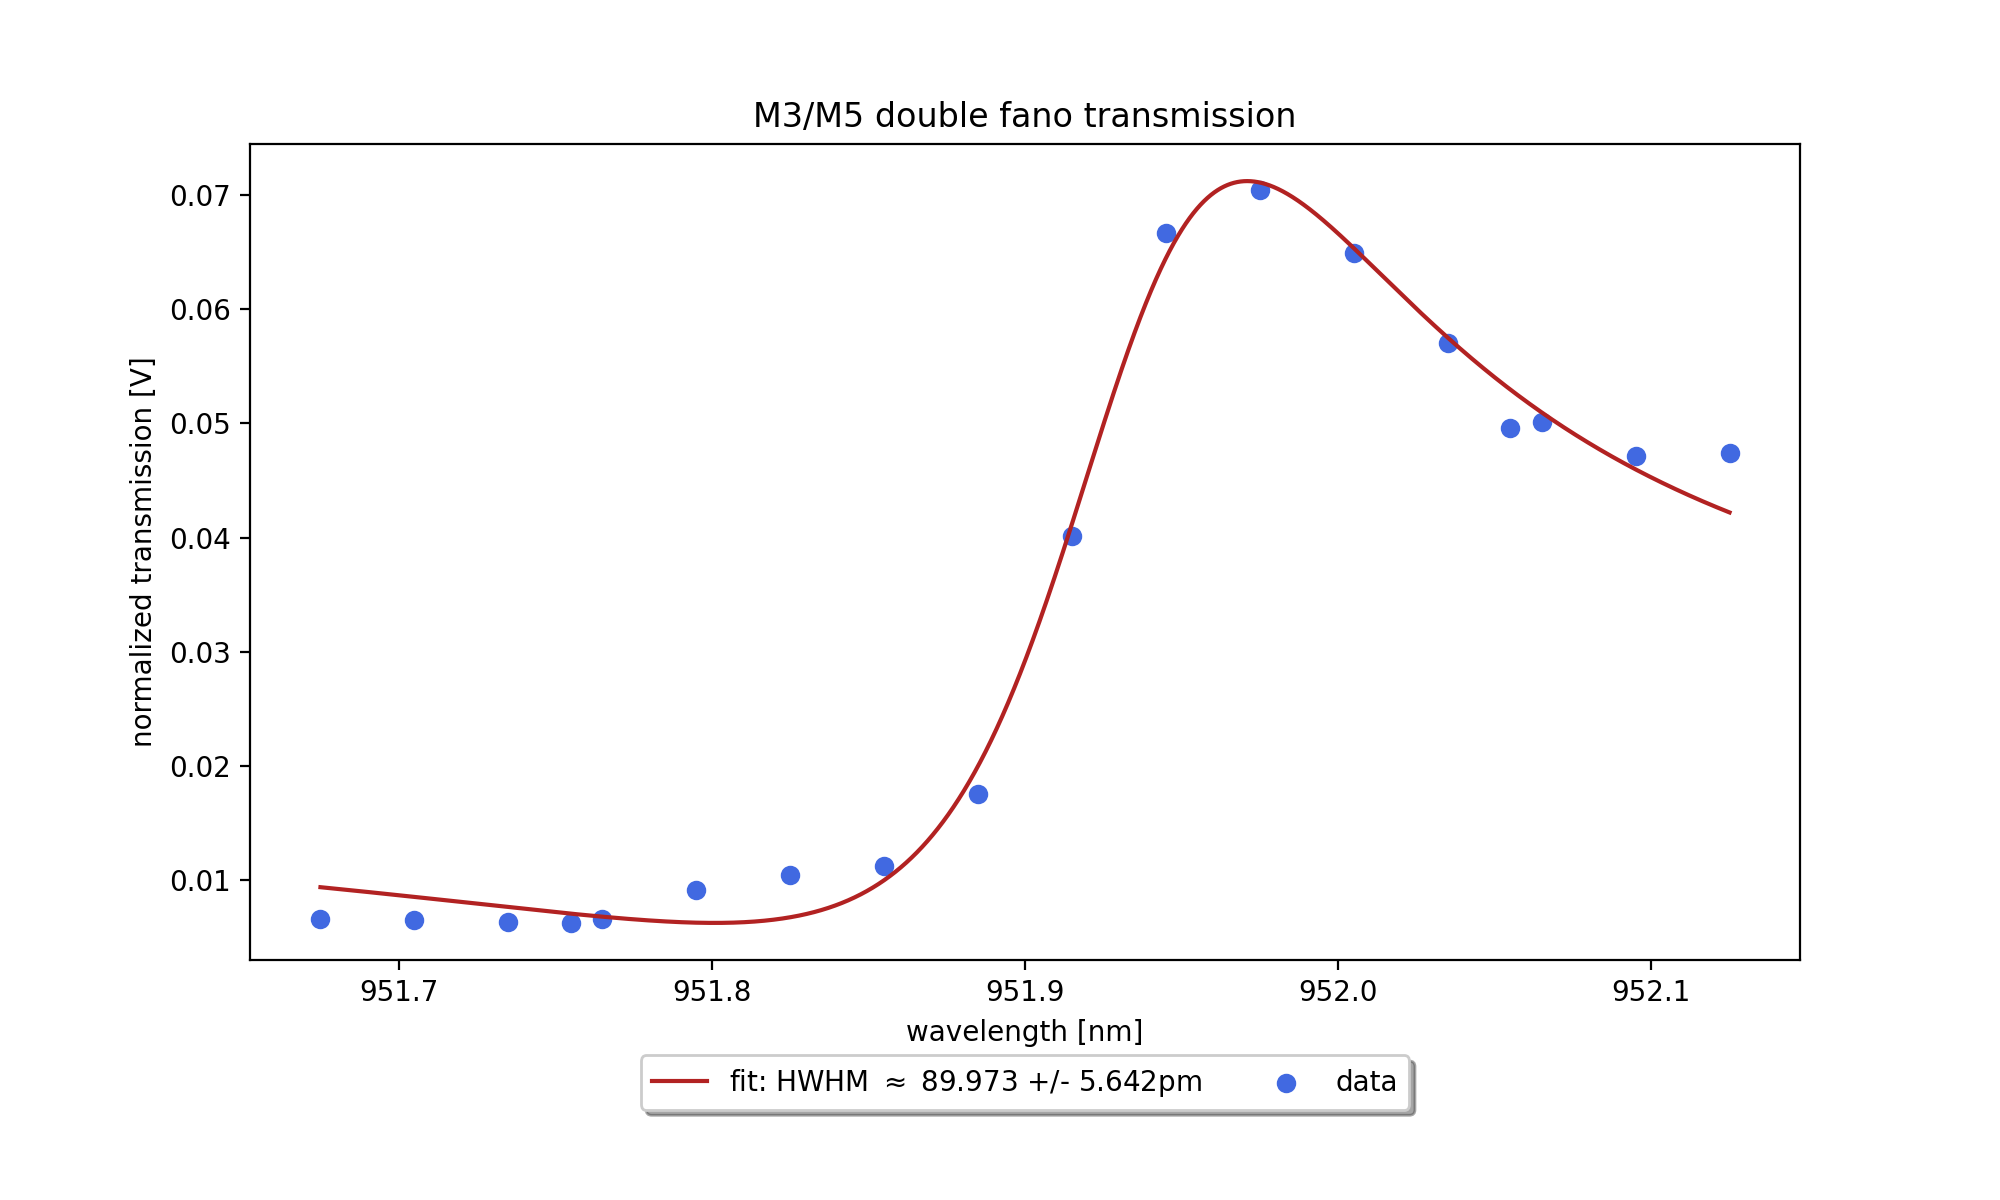 M3/M5 double fano transmission
normalized transmission [V]
0.07
0.06
0.05
0.04
0.03
0.02
0.01
951.7 951.8 951.9 952.0 952.1
wavelength [nm]
fit: HWHM ≈ 89.973 +/- 5.642pm data